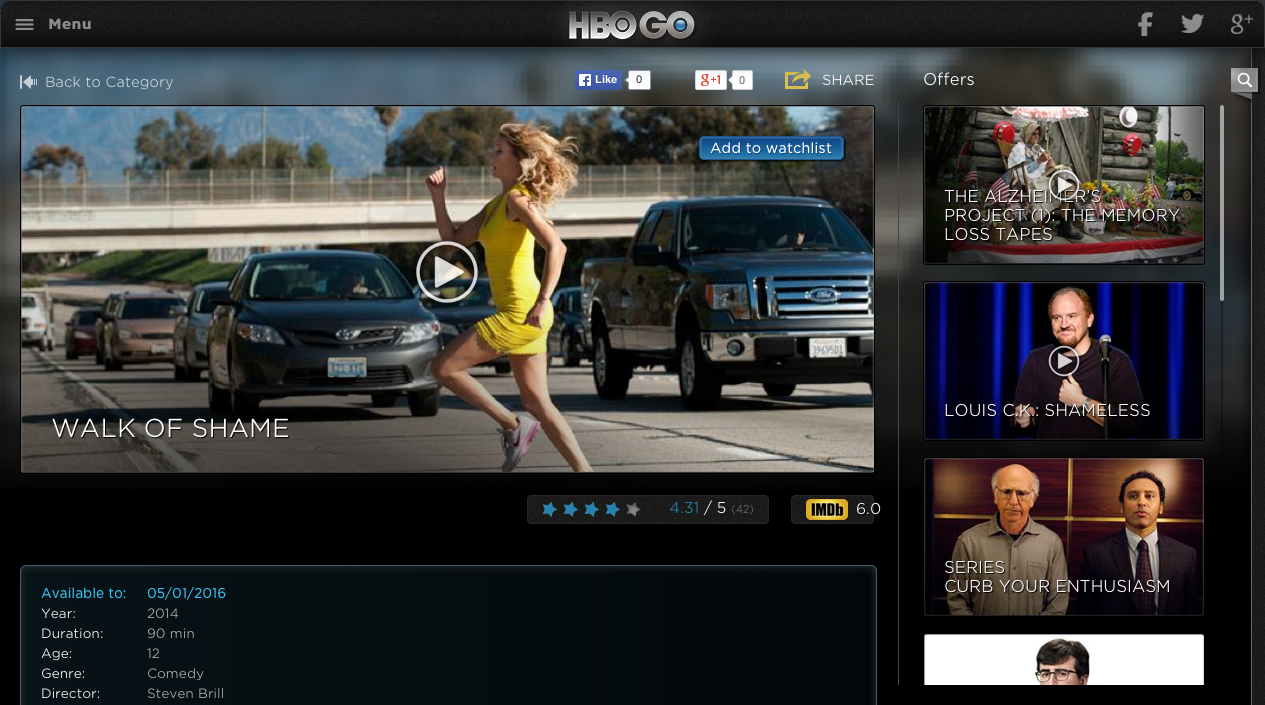 Menu
HBO GO
f
g+
Back to Category
Like
0
g+1
0
SHARE
Offers
Add to watchlist
WALK OF SHAME
THE ALZHEIMER'S
PROJECT (1): THE MEMORY
LOSS TAPES
LOUIS C.K.: SHAMELESS
SERIES
CURB YOUR ENTHUSIASM
4.31 / 5 (42)
IMDb
6.0
Available to: 05/01/2016
Year: 2014
Duration: 90 min
Age: 12
Genre: Comedy
Director: Steven Brill
Ford